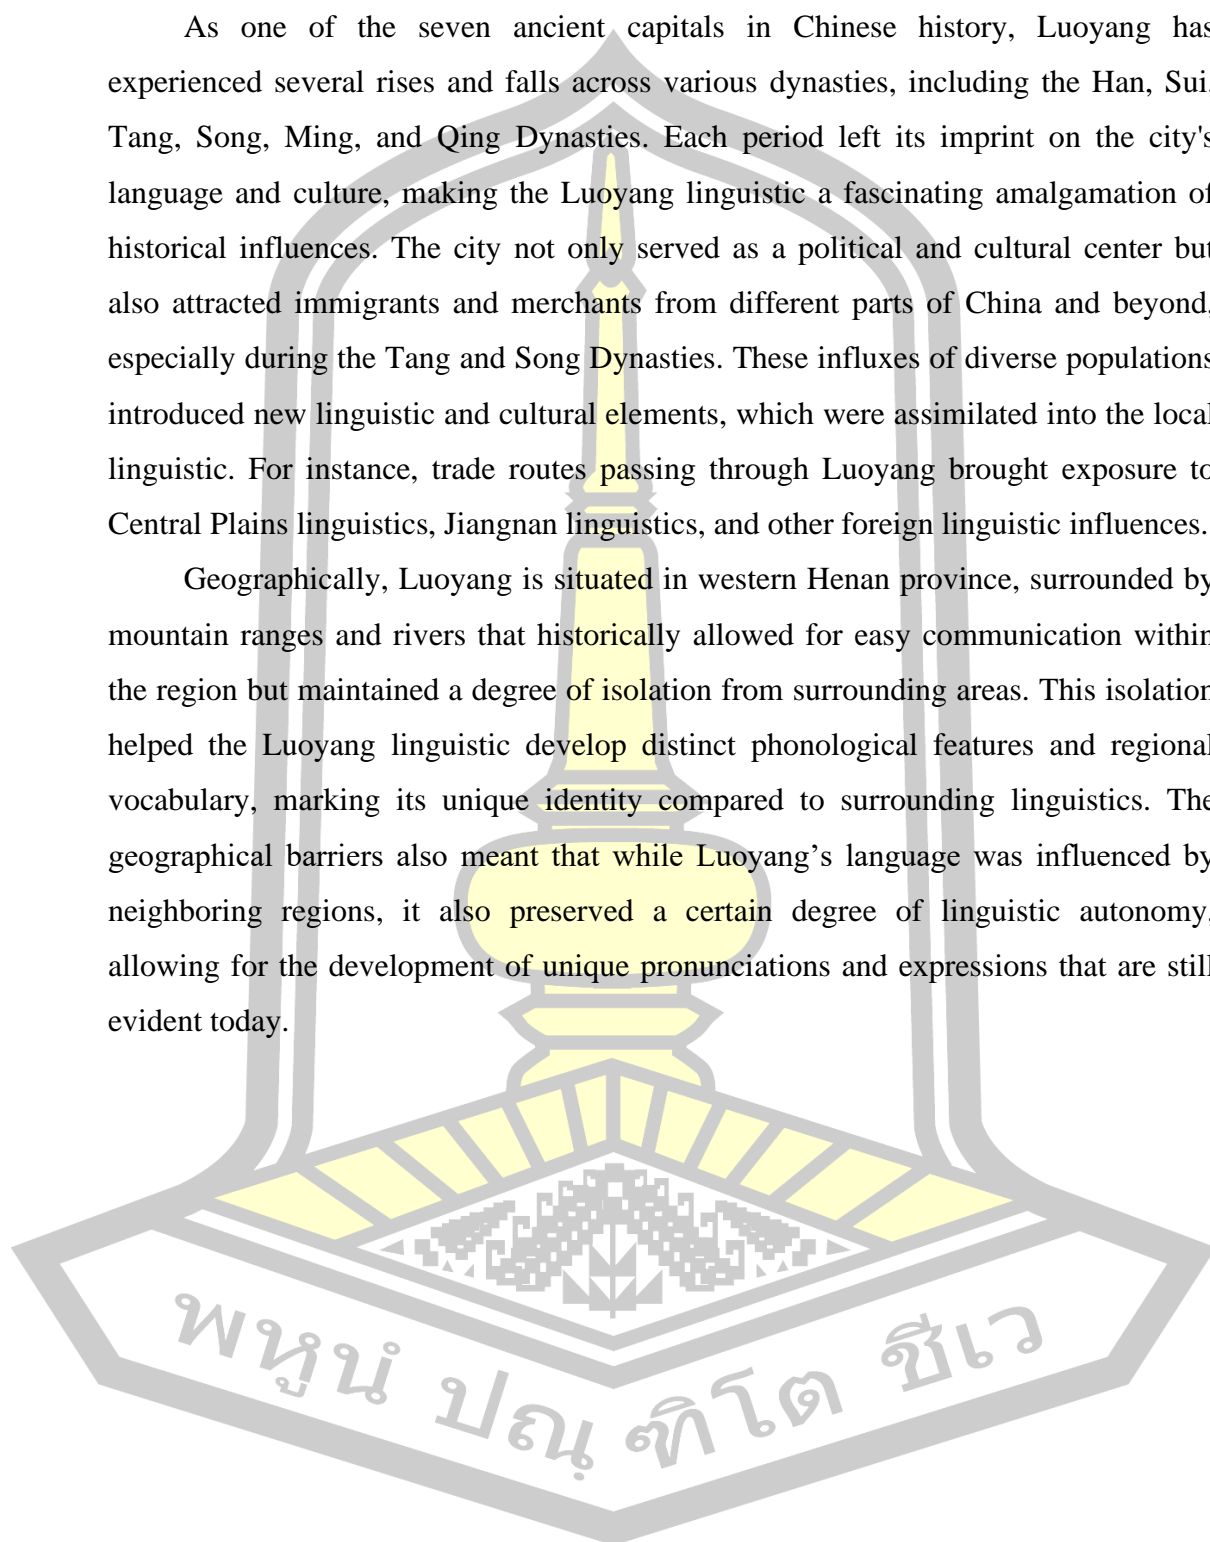 As one of the seven ancient capitals in Chinese history, Luoyang has
experienced several rises and falls across various dynasties, including the Han, Sui,
Tang, Song, Ming, and Qing Dynasties. Each period left its imprint on the city's
language and culture, making the Luoyang linguistic a fascinating amalgamation of
historical influences. The city not only served as a political and cultural center but
also attracted immigrants and merchants from different parts of China and beyond,
especially during the Tang and Song Dynasties. These influxes of diverse populations
introduced new linguistic and cultural elements, which were assimilated into the local
linguistic. For instance, trade routes passing through Luoyang brought exposure to
Central Plains linguistics, Jiangnan linguistics, and other foreign linguistic influences.
Geographically, Luoyang is situated in western Henan province, surrounded by
mountain ranges and rivers that historically allowed for easy communication within
the region but maintained a degree of isolation from surrounding areas. This isolation
helped the Luoyang linguistic develop distinct phonological features and regional
vocabulary, marking its unique identity compared to surrounding linguistics. The
geographical barriers also meant that while Luoyang’s language was influenced by
neighboring regions, it also preserved a certain degree of linguistic autonomy,
allowing for the development of unique pronunciations and expressions that are still
evident today.
พหูนํ ปณฺฑิโต ชีเว